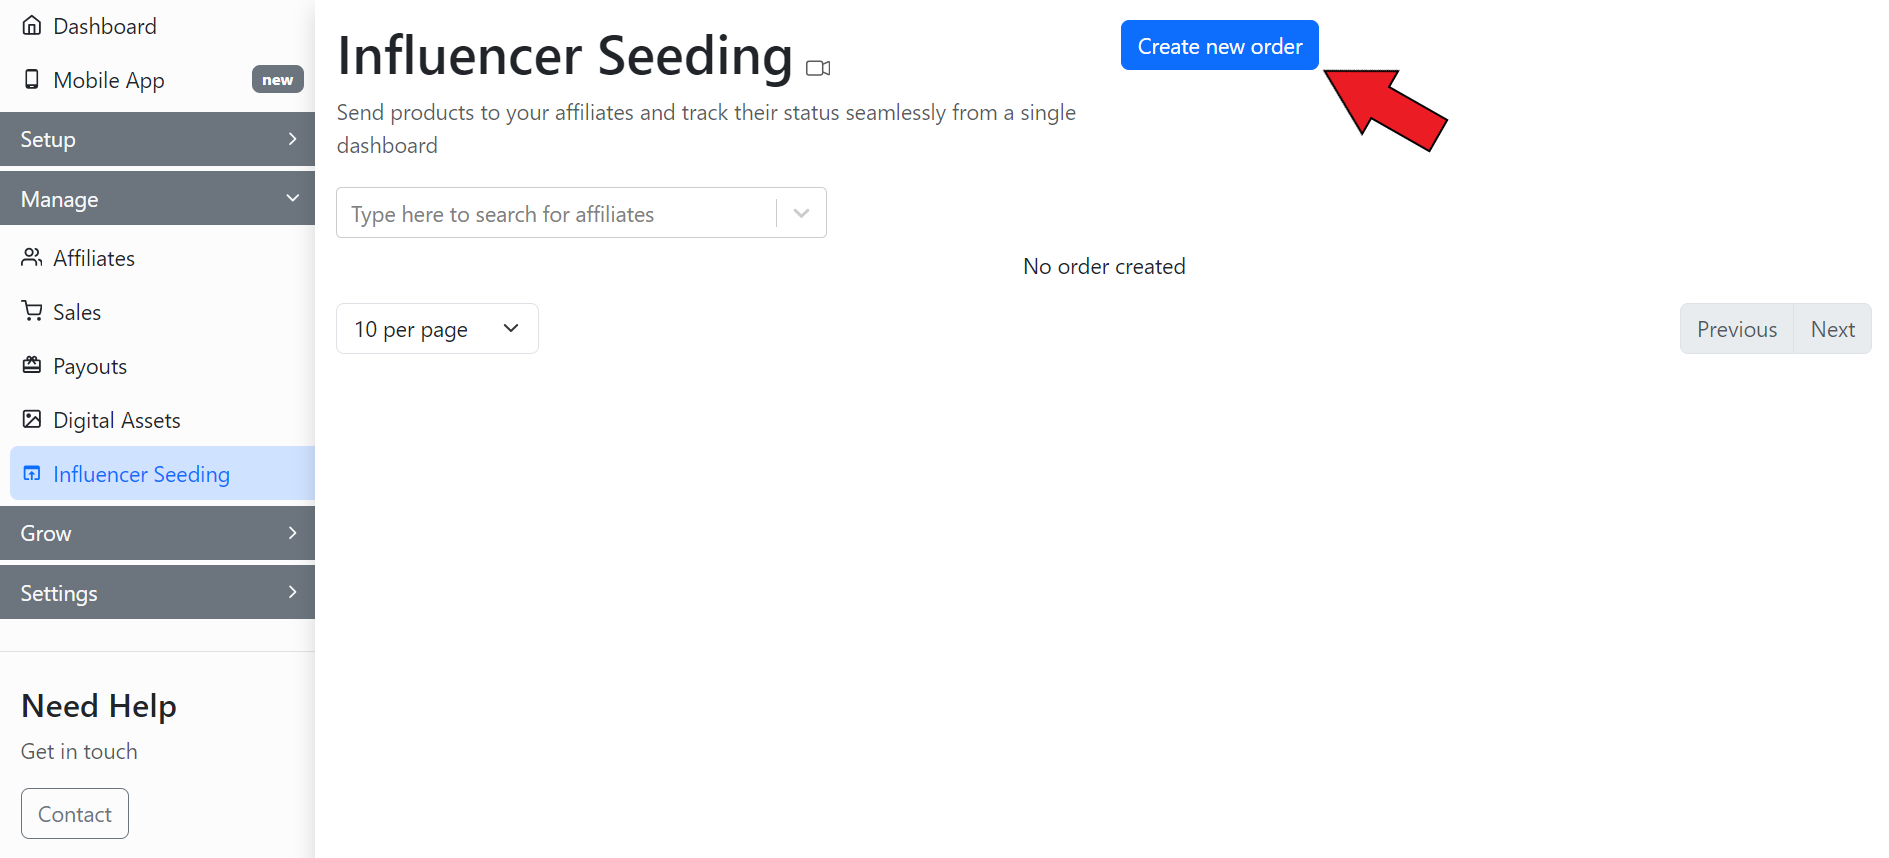 Dashboard
Mobile App new
Setup
Manage
Affiliates
Sales
Payouts
Digital Assets
Influencer Seeding
Grow
Settings
Need Help
Get in touch
Contact
Influencer Seeding
Create new order
Send products to your affiliates and track their status seamlessly from a single
dashboard
Type here to search for affiliates
No order created
10 per page
Previous Next